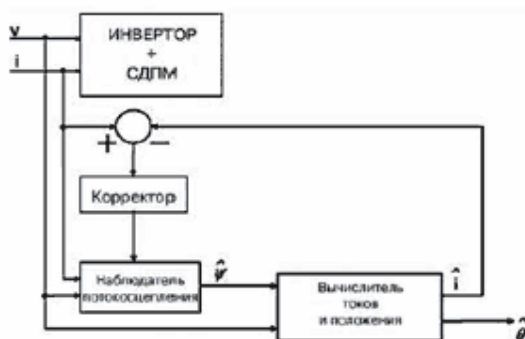 v
ИНВЕРТОР
+
СДПМ
i
+ −
Корректор
Наблюдатель
потокосцепления
ψ̂
Вычислитель
токов
и положения
î
θ̂